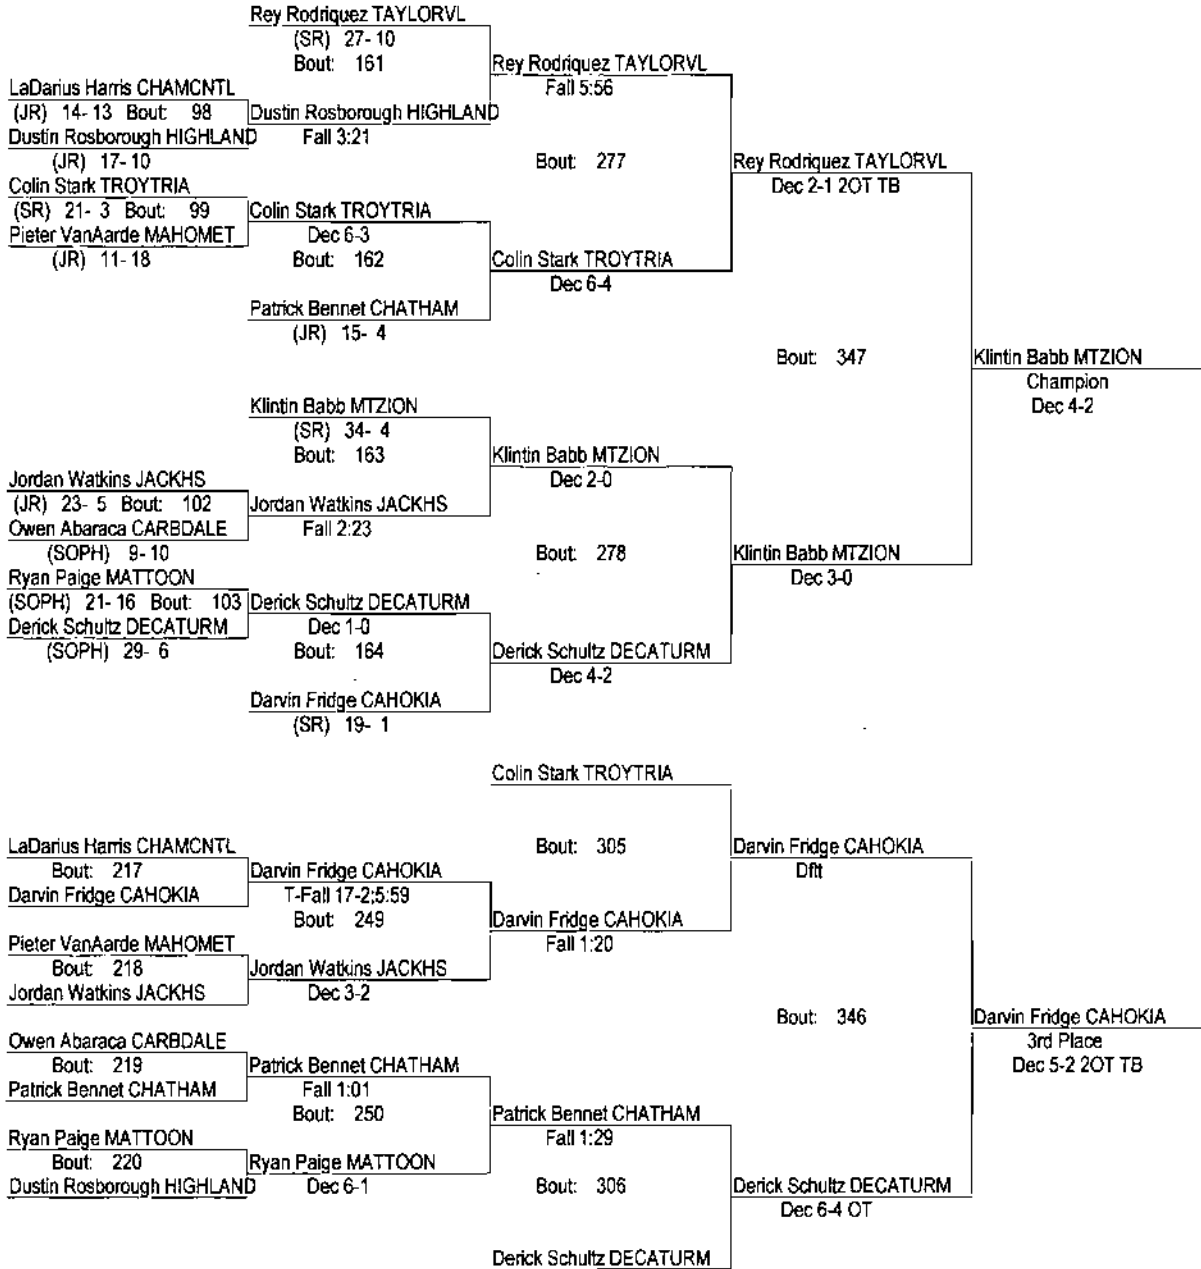 Rey Rodriquez TAYLORVL
(SR) 27- 10
Bout: 161
Rey Rodriquez TAYLORVL
Fall 5:56
LaDarius Harris CHAMCNTL
(JR) 14- 13 Bout: 98
Dustin Rosborough HIGHLAND
Dustin Rosborough HIGHLAND
Fall 3:21
(JR) 17- 10
Bout: 277
Rey Rodriquez TAYLORVL
Dec 2-1 2OT TB
Colin Stark TROYTRIA
(SR) 21- 3 Bout: 99
Colin Stark TROYTRIA
Pieter VanAarde MAHOMET
Dec 6-3
(JR) 11- 18
Bout: 162
Colin Stark TROYTRIA
Dec 6-4
Patrick Bennet CHATHAM
(JR) 15- 4
Bout: 347
Klintin Babb MTZION
Champion
Dec 4-2
Klintin Babb MTZION
(SR) 34- 4
Bout: 163
Klintin Babb MTZION
Dec 2-0
Jordan Watkins JACKHS
(JR) 23- 5 Bout: 102
Jordan Watkins JACKHS
Owen Abaraca CARBDALE
Fall 2:23
(SOPH) 9- 10
Bout: 278
Klintin Babb MTZION
Dec 3-0
Ryan Paige MATTOON
(SOPH) 21- 16 Bout: 103
Derick Schultz DECATURM
Derick Schultz DECATURM
Dec 1-0
(SOPH) 29- 6
Bout: 164
Derick Schultz DECATURM
Dec 4-2
Darvin Fridge CAHOKIA
(SR) 19- 1
Colin Stark TROYTRIA
LaDarius Harris CHAMCNTL
Bout: 305
Darvin Fridge CAHOKIA
Dftt
Bout: 217
Darvin Fridge CAHOKIA
Darvin Fridge CAHOKIA
T-Fall 17-2;5:59
Bout: 249
Darvin Fridge CAHOKIA
Fall 1:20
Pieter VanAarde MAHOMET
Bout: 218
Jordan Watkins JACKHS
Jordan Watkins JACKHS
Dec 3-2
Bout: 346
Darvin Fridge CAHOKIA
3rd Place
Dec 5-2 2OT TB
Owen Abaraca CARBDALE
Bout: 219
Patrick Bennet CHATHAM
Patrick Bennet CHATHAM
Fall 1:01
Bout: 250
Patrick Bennet CHATHAM
Fall 1:29
Ryan Paige MATTOON
Bout: 220
Ryan Paige MATTOON
Dustin Rosborough HIGHLAND
Dec 6-1
Bout: 306
Derick Schultz DECATURM
Dec 6-4 OT
Derick Schultz DECATURM